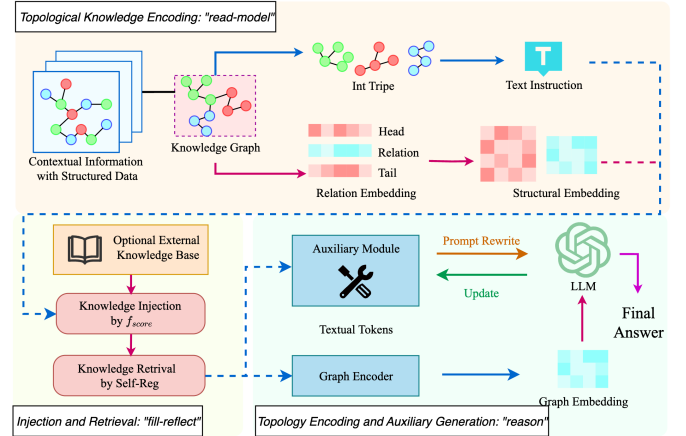 Topological Knowledge Encoding: "read-model"
T
Int Tripe
Text Instruction
Knowledge Graph
Contextual Information
with Structured Data
Head
Relation
Tail
Relation Embedding
Structural Embedding
Optional External
Knowledge Base
Knowledge Injection
by fscore
Knowledge Retrival
by Self-Reg
Injection and Retrieval: "fill-reflect"
Auxiliary Module
Textual Tokens
Prompt Rewrite
Update
LLM
Final
Answer
Graph Encoder
Graph Embedding
Topology Encoding and Auxiliary Generation: "reason"